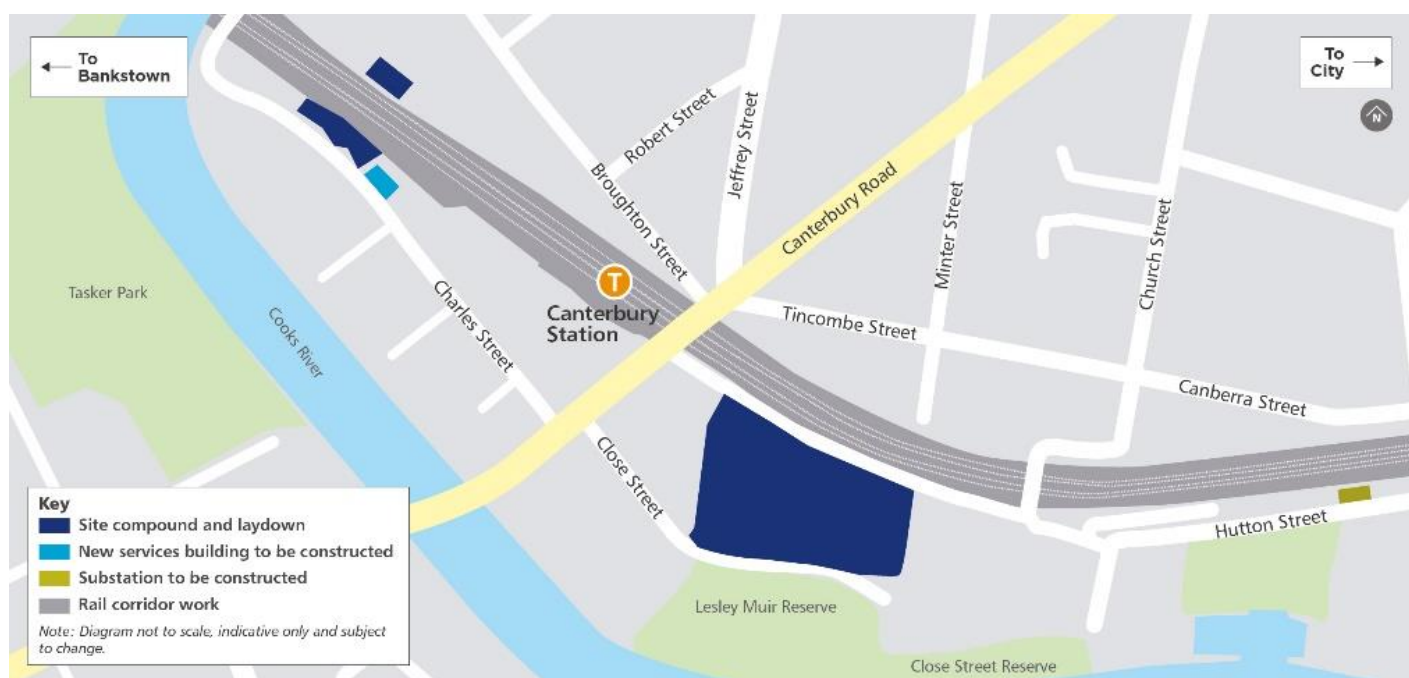 To
Bankstown
To
City
N
Robert Street
Jeffrey Street
Broughton Street
Canterbury Road
Minter Street
Church Street
Tasker Park
Cooks River
Charles Street
T
Canterbury
Station
Tincombe Street
Canberra Street
Close Street
Hutton Street
Lesley Muir Reserve
Close Street Reserve
Key
Site compound and laydown
New services building to be constructed
Substation to be constructed
Rail corridor work
Note: Diagram not to scale, indicative only and subject
to change.